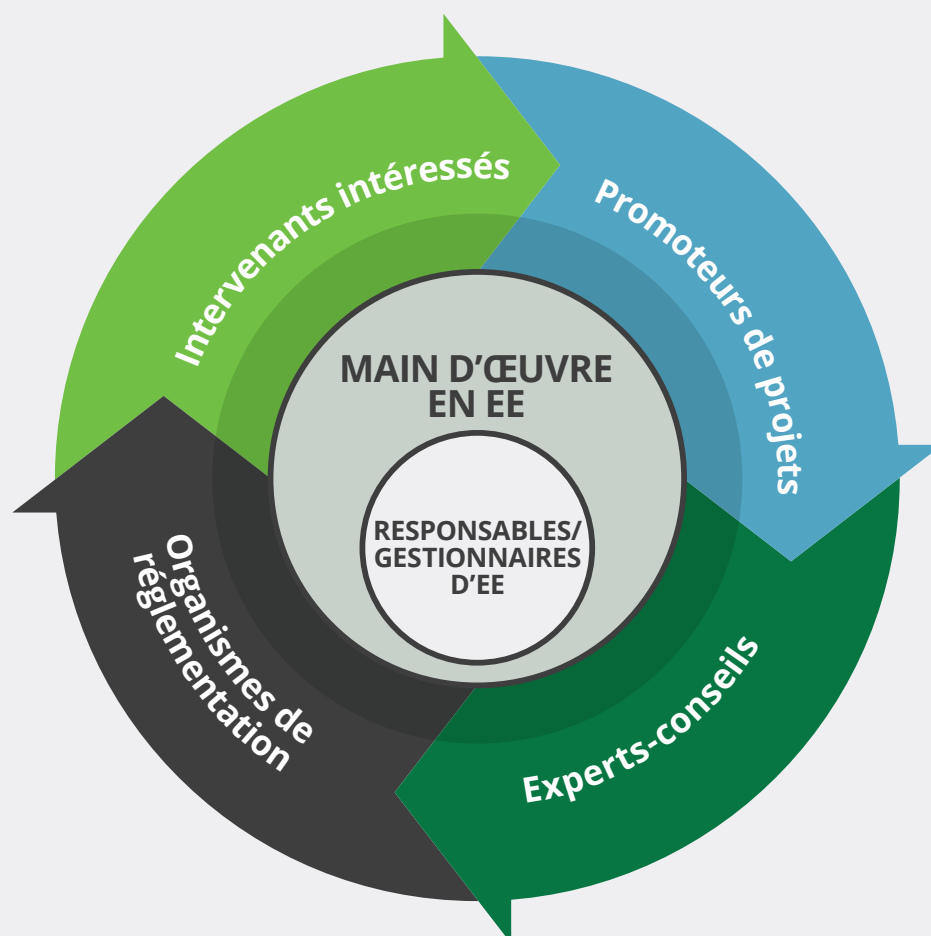 Intervenants intéressés
Promoteurs de projets
MAIN D’ŒUVRE
EN EE
RESPONSABLES/
GESTIONNAIRES
D’EE
Organismes de
réglementation
Experts-conseils